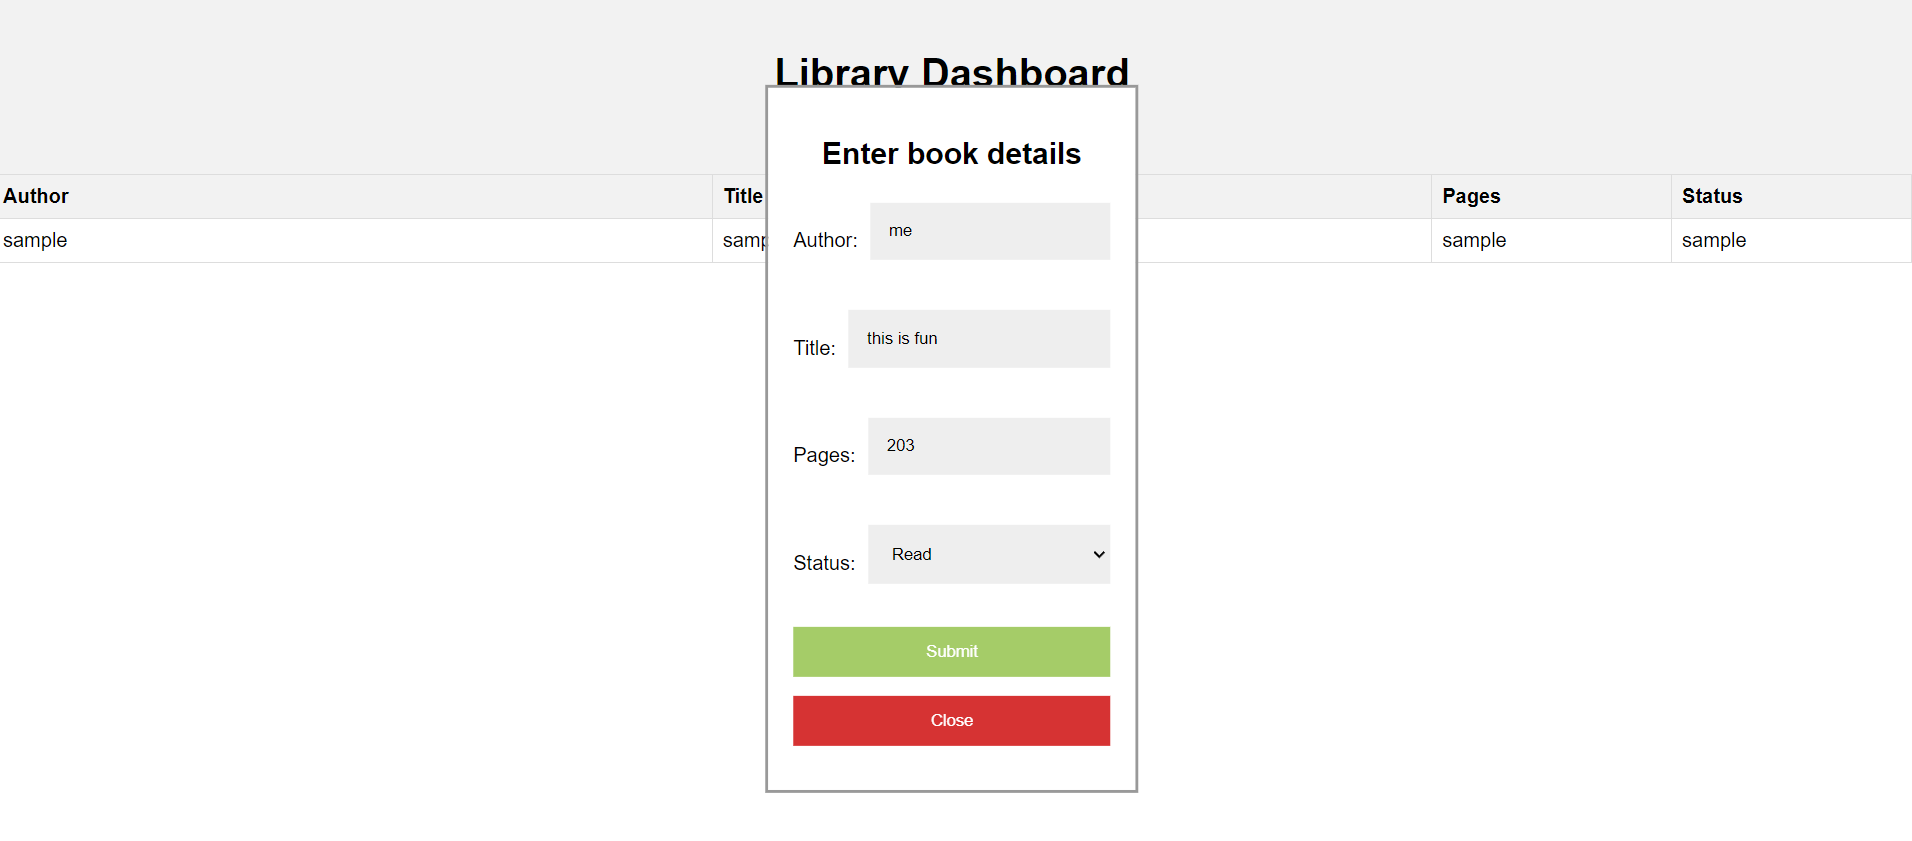 Library Dashboard
Enter book details
Author Title Pages Status
sample samp sample sample
Author: me
Title: this is fun
Pages: 203
Status: Read
Submit
Close